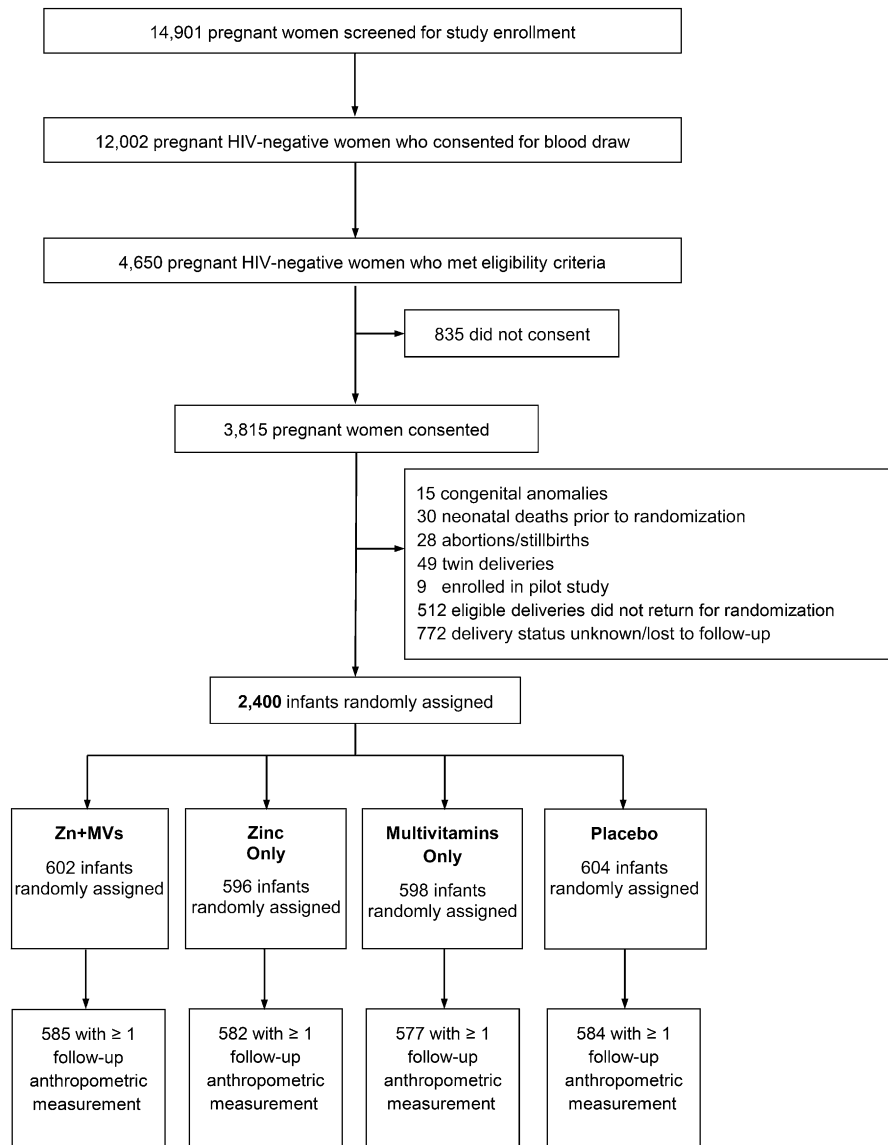 14,901 pregnant women screened for study enrollment
12,002 pregnant HIV-negative women who consented for blood draw
4,650 pregnant HIV-negative women who met eligibility criteria
835 did not consent
3,815 pregnant women consented
15 congenital anomalies
30 neonatal deaths prior to randomization
28 abortions/stillbirths
49 twin deliveries
9 enrolled in pilot study
512 eligible deliveries did not return for randomization
772 delivery status unknown/lost to follow-up
2,400 infants randomly assigned
Zn+MVs
602 infants
randomly assigned
Zinc
Only
596 infants
randomly assigned
Multivitamins
Only
598 infants
randomly assigned
Placebo
604 infants
randomly assigned
585 with ≥ 1
follow-up
anthropometric
measurement
582 with ≥ 1
follow-up
anthropometric
measurement
577 with ≥ 1
follow-up
anthropometric
measurement
584 with ≥ 1
follow-up
anthropometric
measurement